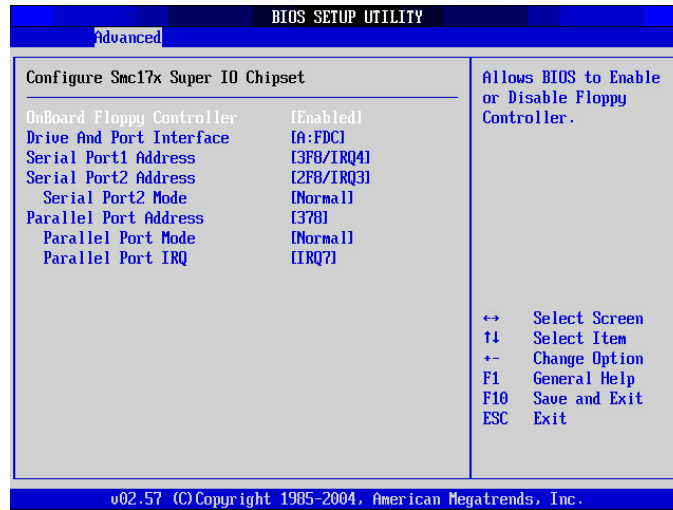 BIOS SETUP UTILITY
Advanced
Configure Smc17x Super IO Chipset
OnBoard Floppy Controller [Enabled]
Drive And Port Interface [A:FDC]
Serial Port1 Address [3F8/IRQ4]
Serial Port2 Address [2F8/IRQ3]
Serial Port2 Mode [Normal]
Parallel Port Address [378]
Parallel Port Mode [Normal]
Parallel Port IRQ [IRQ7]
Allows BIOS to Enable
or Disable Floppy
Controller.
↔ Select Screen
↑↓ Select Item
+- Change Option
F1 General Help
F10 Save and Exit
ESC Exit
v02.57 (C)Copyright 1985-2004, American Megatrends, Inc.